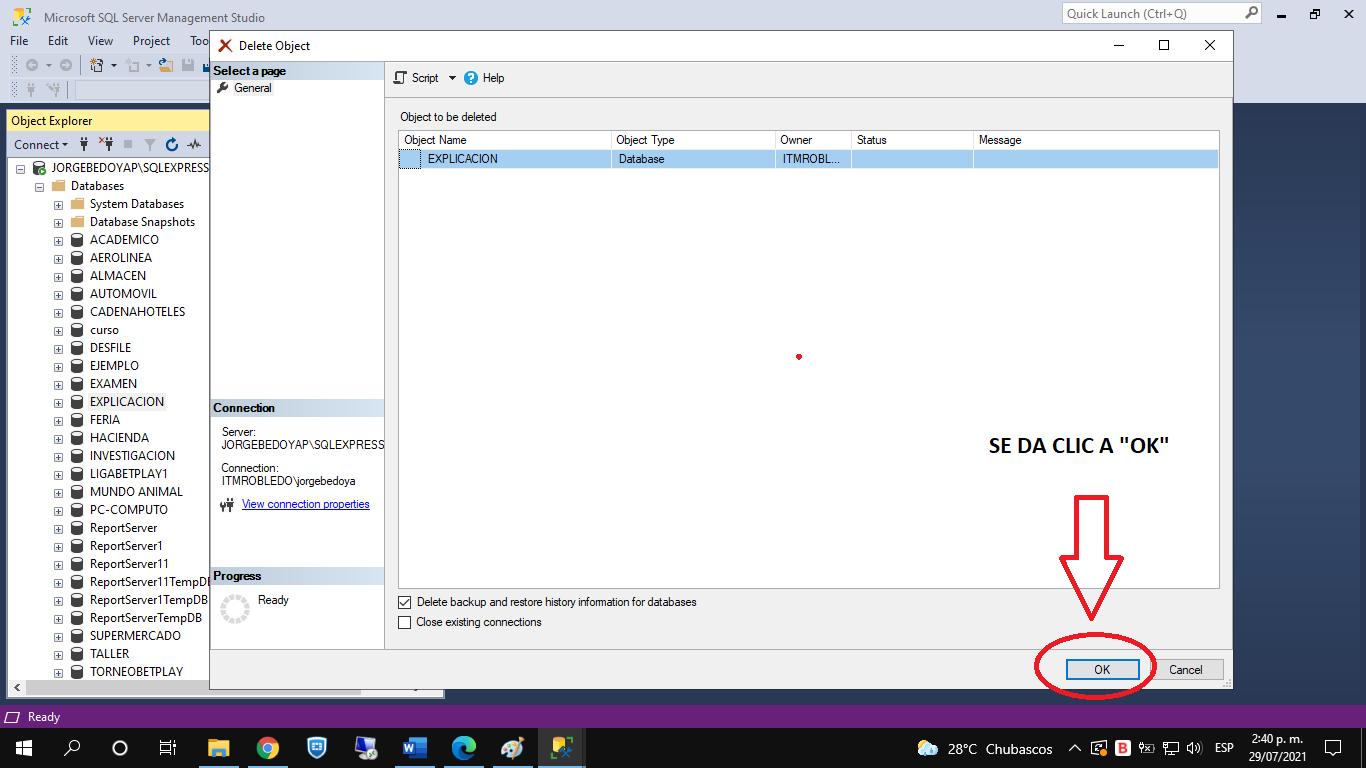 Microsoft SQL Server Management Studio
Quick Launch (Ctrl+Q)
File Edit View Project Too
Delete Object
Select a page
General
Script Help
Object Explorer
Connect
JORGEBEDOYAP\SQLEXPRESS
Databases
System Databases
Database Snapshots
ACADEMICO
AEROLINEA
ALMACEN
AUTOMOVIL
CADENAHOTELES
curso
DESFILE
EJEMPLO
EXAMEN
EXPLICACION
FERIA
HACIENDA
INVESTIGACION
LIGABETPLAY1
MUNDO ANIMAL
PC-COMPUTO
ReportServer
ReportServer1
ReportServer11
ReportServer11TempDB
ReportServer1TempDB
ReportServerTempDB
SUPERMERCADO
TALLER
TORNEOBETPLAY
Object to be deleted
Object Name Object Type Owner Status Message
EXPLICACION Database ITMROBL...
Connection
Server:
JORGEBEDOYAP\SQLEXPRESS
Connection:
ITMROBLEDO\jorgebedoya
View connection properties
Progress
Ready
SE DA CLIC A "OK"
Delete backup and restore history information for databases
Close existing connections
OK Cancel
Ready
28°C Chubascos
B
ESP
2:40 p. m.
29/07/2021